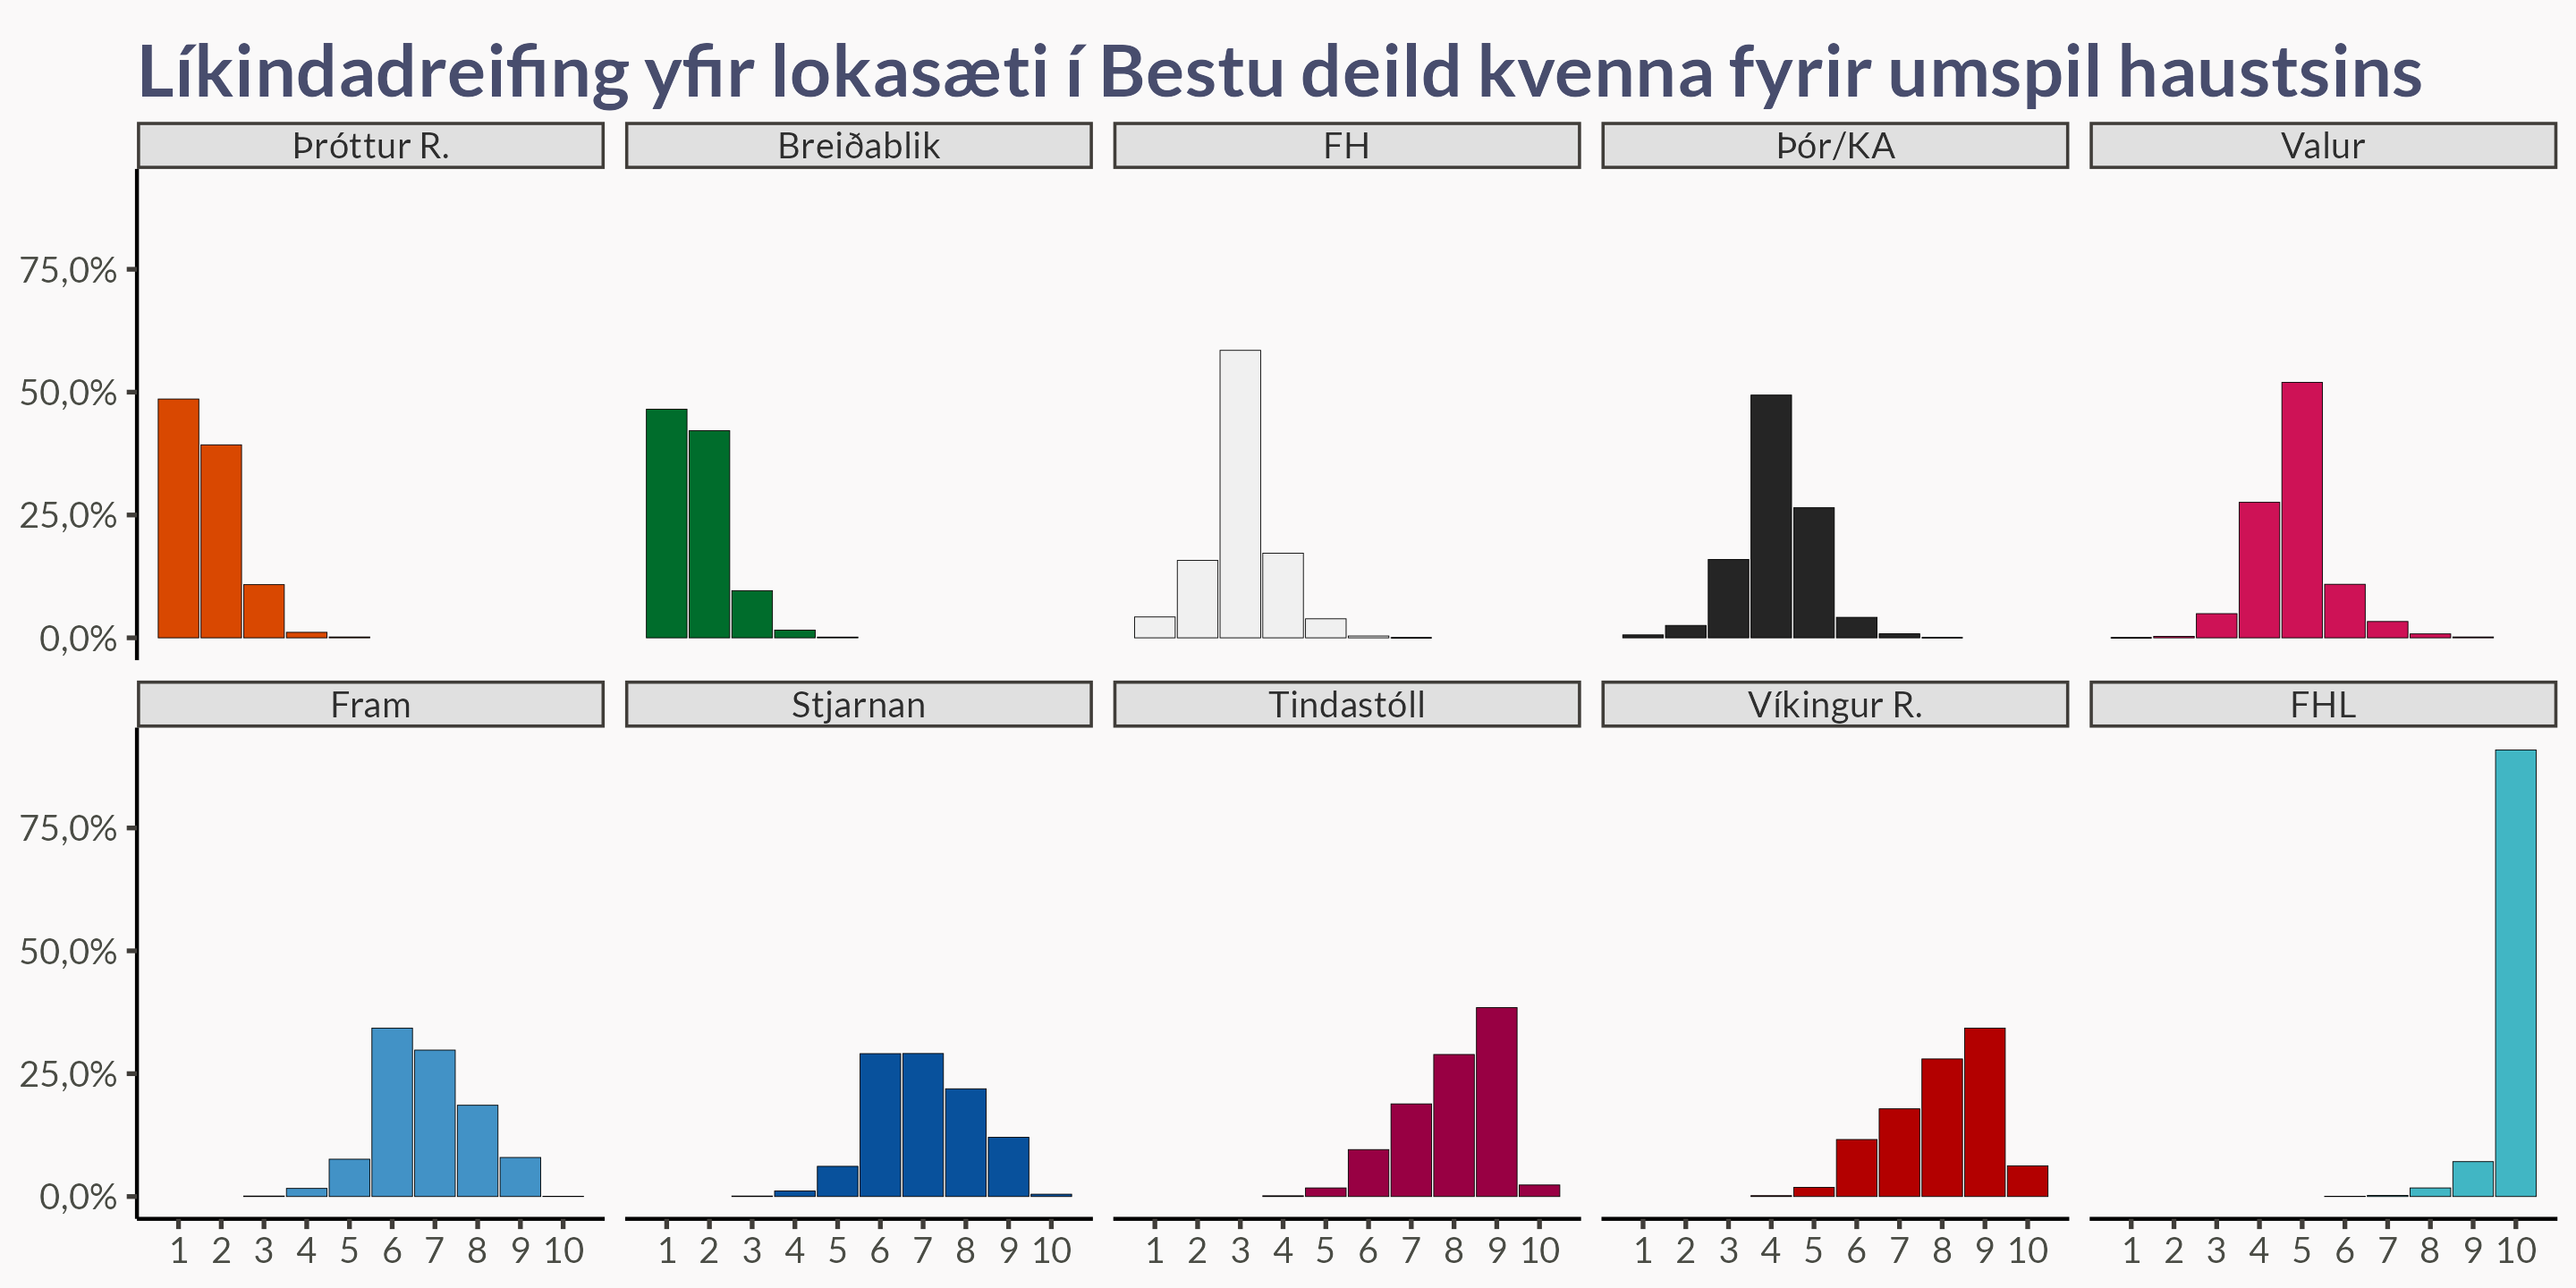 Líkindadreifing yfir lokasæti í Bestu deild kvenna fyrir umspil haustsins
Þróttur R. Breiðablik FH Þór/KA Valur
75,0%
50,0%
25,0%
0,0%
Fram Stjarnan Tindastóll Víkingur R. FHL
75,0%
50,0%
25,0%
0,0%
1 2 3 4 5 6 7 8 9 10 1 2 3 4 5 6 7 8 9 10 1 2 3 4 5 6 7 8 9 10 1 2 3 4 5 6 7 8 9 10 1 2 3 4 5 6 7 8 9 10